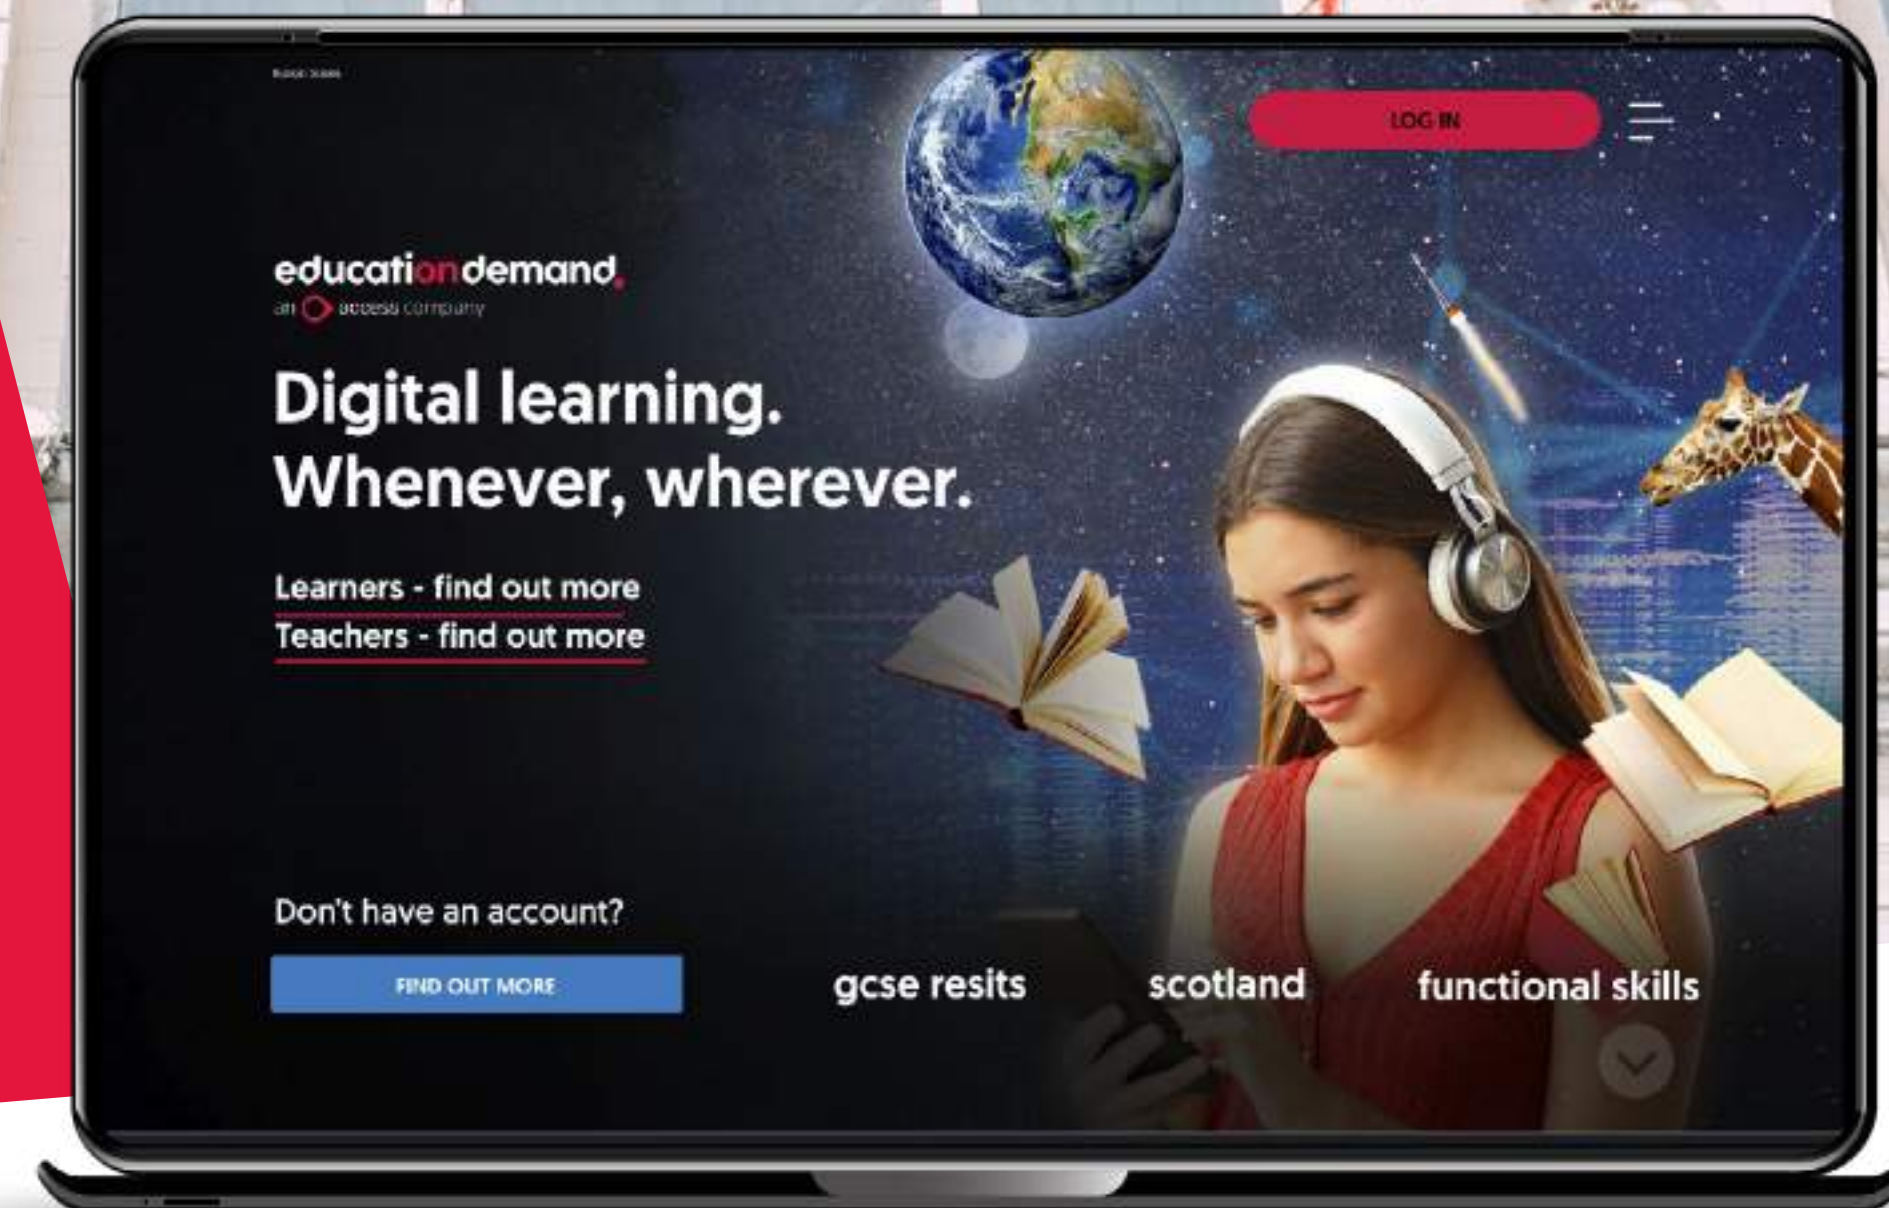 LOG IN
educationdemand.
an access company
Digital learning.
Whenever, wherever.
Learners - find out more
Teachers - find out more
Don't have an account?
FIND OUT MORE
gcse resits
scotland
functional skills